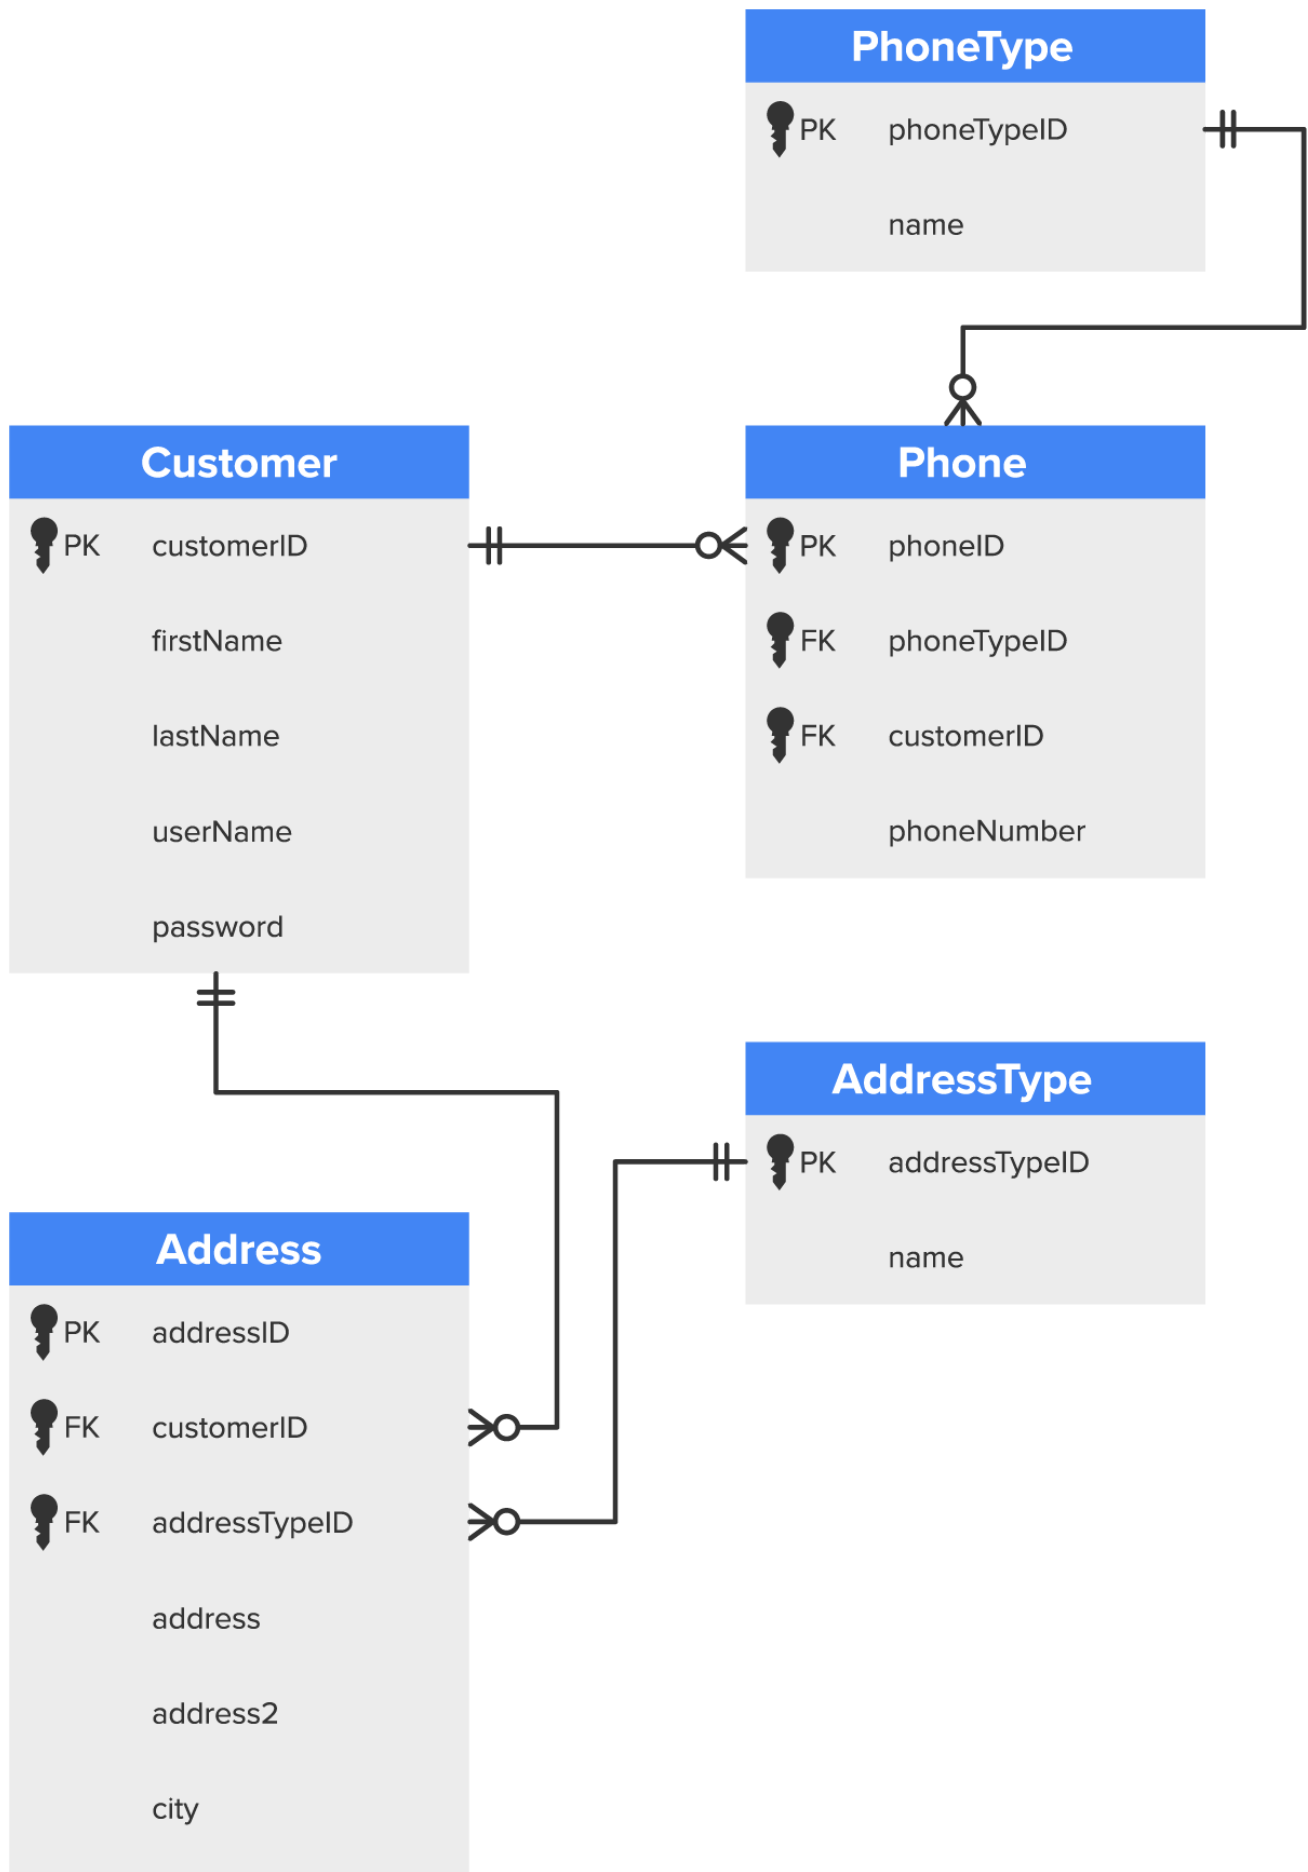 PhoneType
PK phoneTypeID
name
Customer
PK customerID
firstName
lastName
userName
password
Phone
PK phoneID
FK phoneTypeID
FK customerID
phoneNumber
AddressType
PK addressTypeID
name
Address
PK addressID
FK customerID
FK addressTypeID
address
address2
city